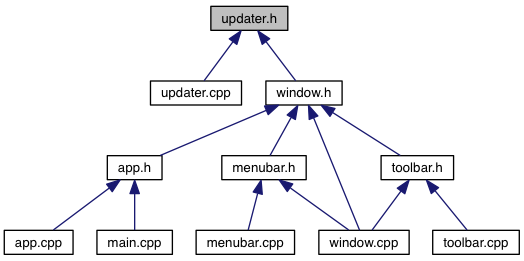 updater.h
updater.cpp
window.h
app.h
menubar.h
toolbar.h
app.cpp
main.cpp
menubar.cpp
window.cpp
toolbar.cpp